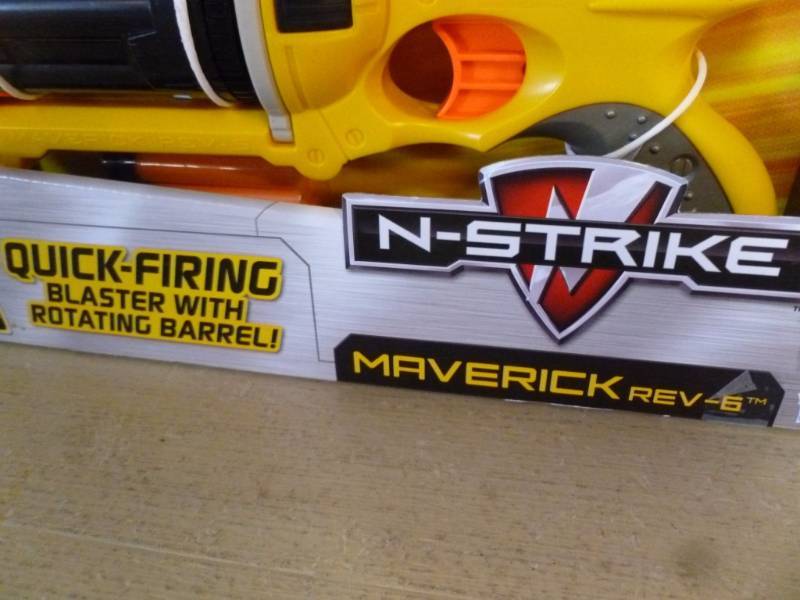 QUICK-FIRING
BLASTER WITH
ROTATING BARREL!
N-STRIKE
MAVERICK REV-6™